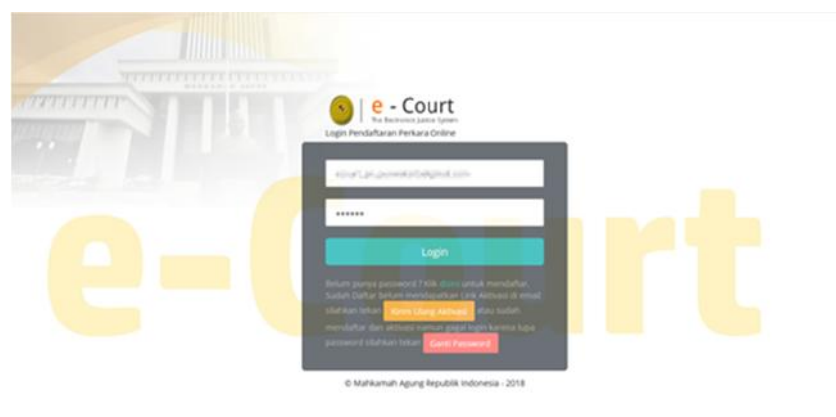 e - Court
The Electronics Justice System
Login Pendaftaran Perkara Online
••••••
Login
Belum punya password ? Klik disini untuk mendaftar.
Sudah Daftar belum mendapatkan Link Aktivasi di email
silahkan tekan Kirim Ulang Aktivasi atau sudah
mendaftar dan aktivasi namun gagal login karena lupa
password silahkan tekan Ganti Password
© Mahkamah Agung Republik Indonesia - 2018
e-Court